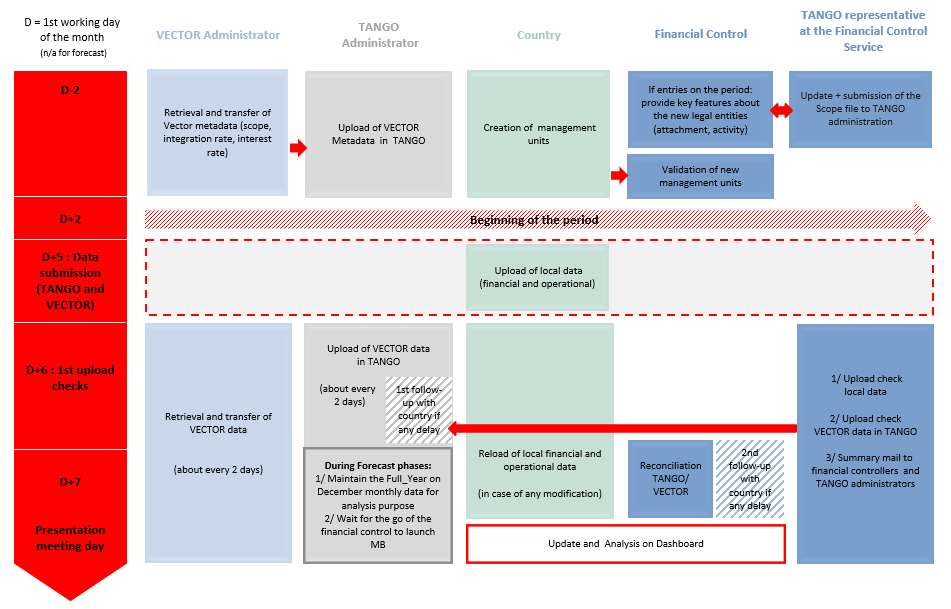 D = 1st working day
of the month
(n/a for forecast)
VECTOR Administrator
TANGO
Administrator
Country
Financial Control
TANGO representative
at the Financial Control
Service
D-2
Retrieval and transfer of
Vector metadata (scope,
integration rate, interest
rate)
Upload of VECTOR
Metadata in TANGO
Creation of management
units
If entries on the period:
provide key features about
the new legal entities
(attachment, activity)
Update + submission of the
Scope file to TANGO
administration
Validation of new
management units
D+2
Beginning of the period
D+5 : Data
submission
(TANGO and
VECTOR)
Upload of local data
(financial and operational)
D+6 : 1st upload
checks
Retrieval and transfer of
VECTOR data
(about every 2 days)
Upload of VECTOR data
in TANGO
(about every
2 days)
1st follow-
up with
country if
any delay
Reload of local financial and
operational data
(in case of any modification)
1/ Upload check
local data
2/ Upload check
VECTOR data in TANGO
3/ Summary mail to
financial controllers and
TANGO administrators
D+7
During Forecast phases:
1/ Maintain the Full_Year on
December monthly data for
analysis purpose
2/ Wait for the go of the
financial control to launch
MB
Reconciliation
TANGO/
VECTOR
2nd
follow-up
with
country if
any delay
Presentation
meeting day
Update and Analysis on Dashboard